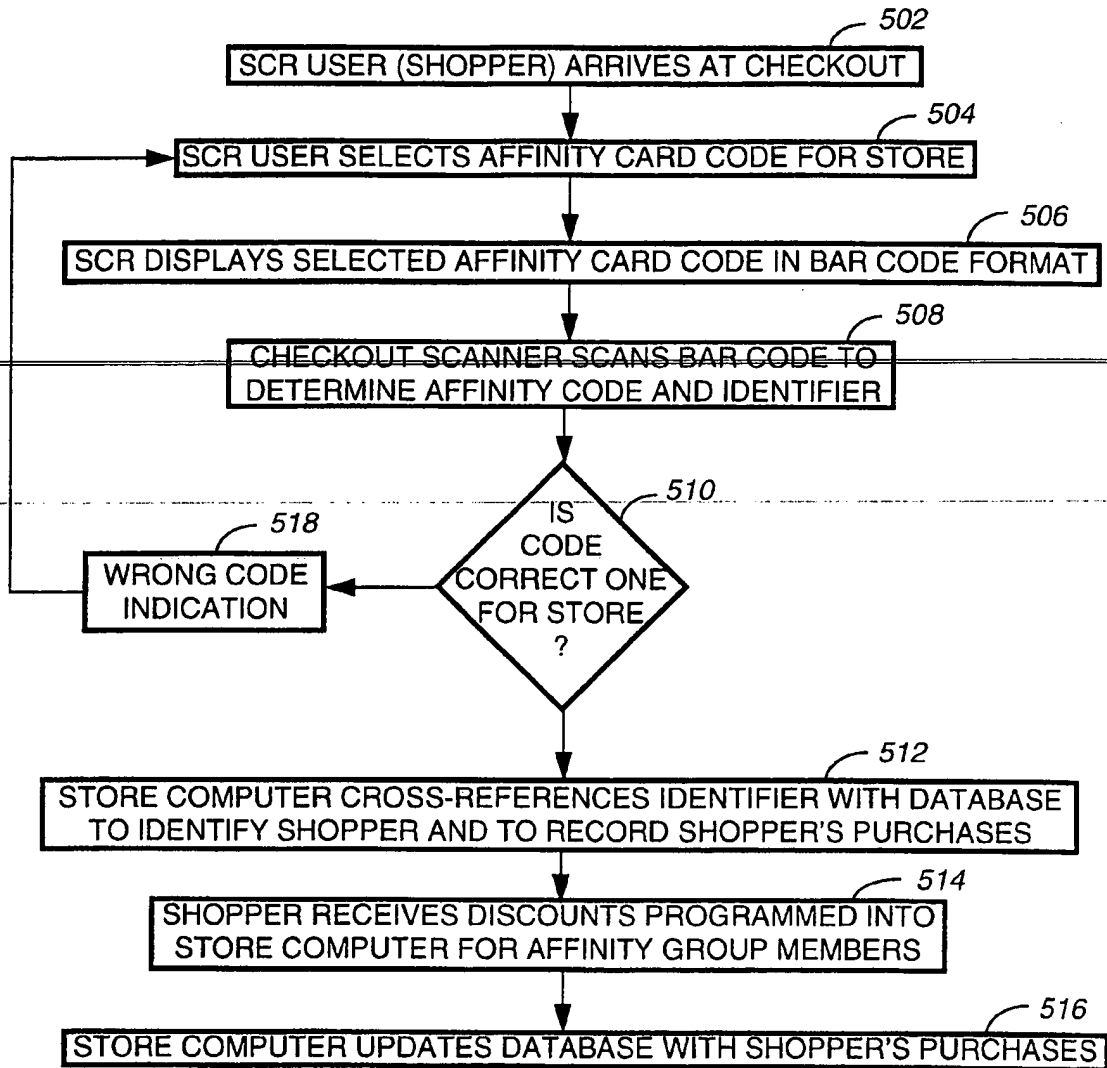 502
SCR USER (SHOPPER) ARRIVES AT CHECKOUT
504
SCR USER SELECTS AFFINITY CARD CODE FOR STORE
506
SCR DISPLAYS SELECTED AFFINITY CARD CODE IN BAR CODE FORMAT
508
CHECKOUT SCANNER SCANS BAR CODE TO
DETERMINE AFFINITY CODE AND IDENTIFIER
510
IS
CODE
CORRECT ONE
FOR STORE
?
518
WRONG CODE
INDICATION
512
STORE COMPUTER CROSS-REFERENCES IDENTIFIER WITH DATABASE
TO IDENTIFY SHOPPER AND TO RECORD SHOPPER'S PURCHASES
514
SHOPPER RECEIVES DISCOUNTS PROGRAMMED INTO
STORE COMPUTER FOR AFFINITY GROUP MEMBERS
516
STORE COMPUTER UPDATES DATABASE WITH SHOPPER'S PURCHASES